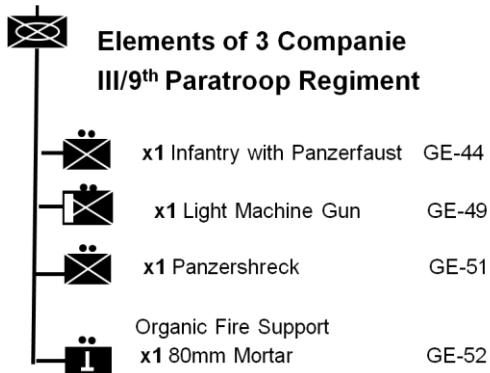 Elements of 3 Companie
III/9th Paratroop Regiment
x1 Infantry with Panzerfaust GE-44
x1 Light Machine Gun GE-49
x1 Panzershreck GE-51
Organic Fire Support
x1 80mm Mortar GE-52